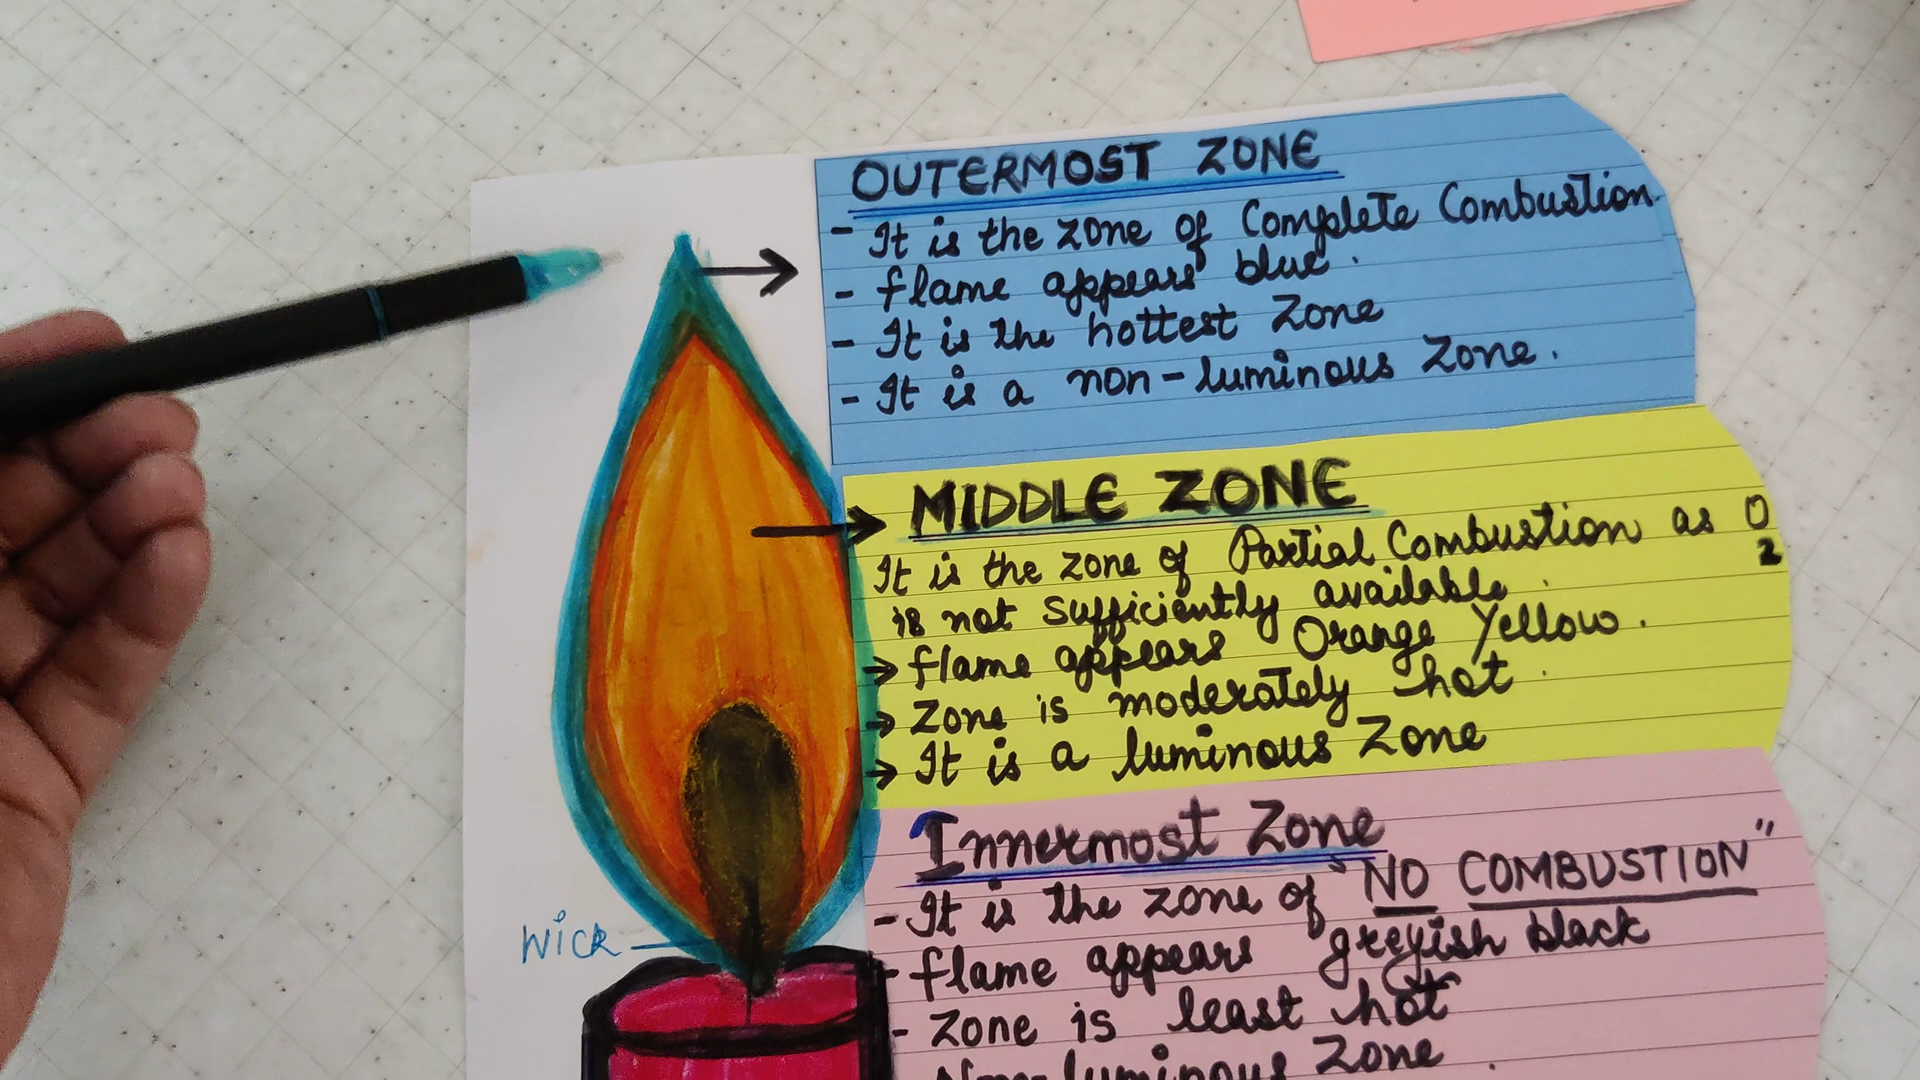 OUTERMOST ZONE
- It is the zone of Complete Combustion.
- flame appears blue.
- It is the hottest Zone
- It is a non-luminous Zone.
MIDDLE ZONE
It is the zone of Partial Combustion as O2
is not sufficiently available.
→ flame appears Orange Yellow.
→ Zone is moderately hot.
→ It is a luminous Zone
Innermost Zone
- It is the zone of "NO COMBUSTION"
- flame appears greyish black
- Zone is least hot
Non-luminous Zone.
Wick